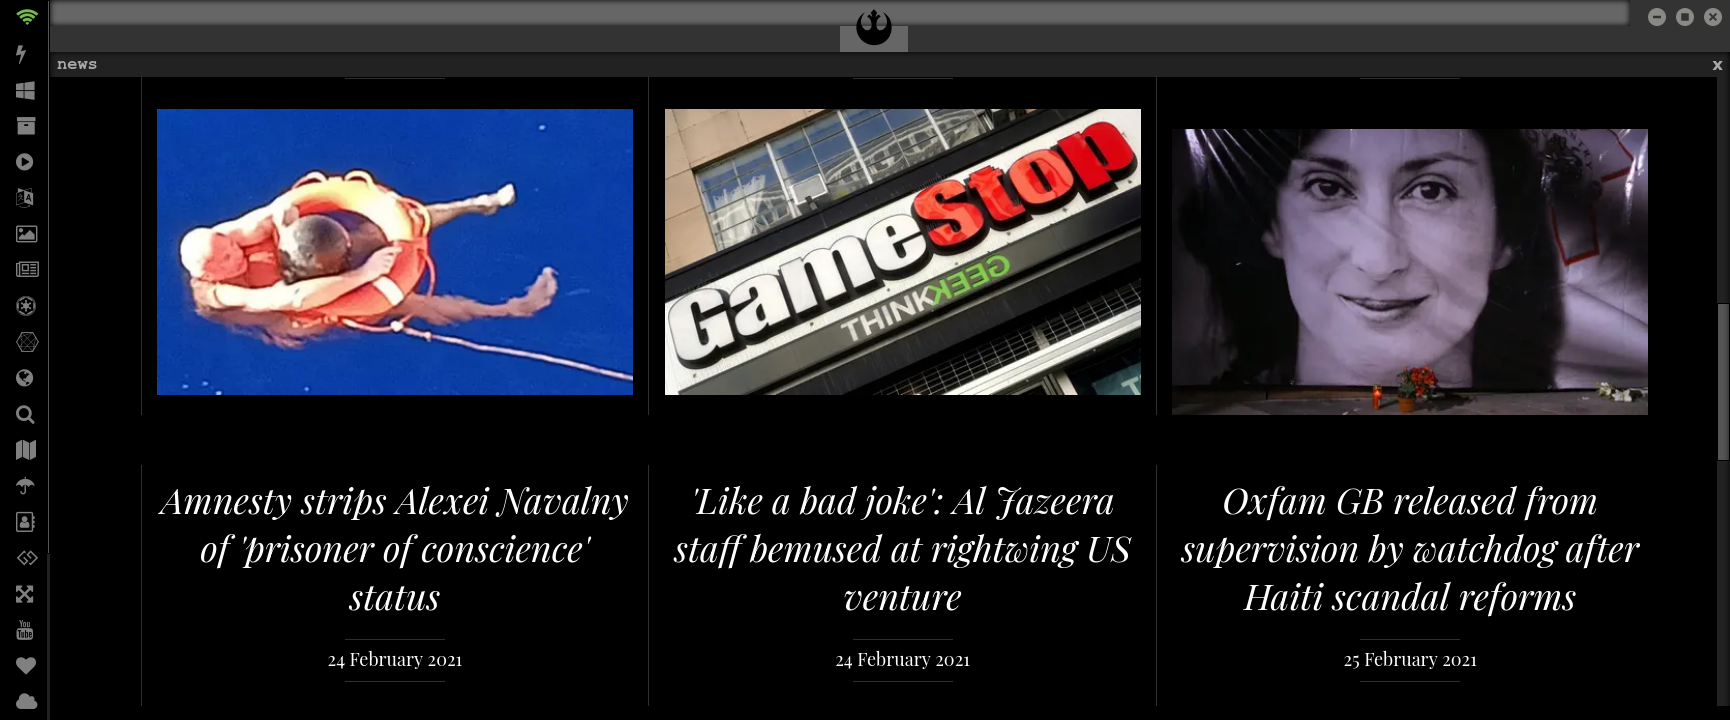 news
x
GameStop
THINKGEEK
Amnesty strips Alexei Navalny
of 'prisoner of conscience'
status
24 February 2021
'Like a bad joke': Al Jazeera
staff bemused at rightwing US
venture
24 February 2021
Oxfam GB released from
supervision by watchdog after
Haiti scandal reforms
25 February 2021
You
Tube